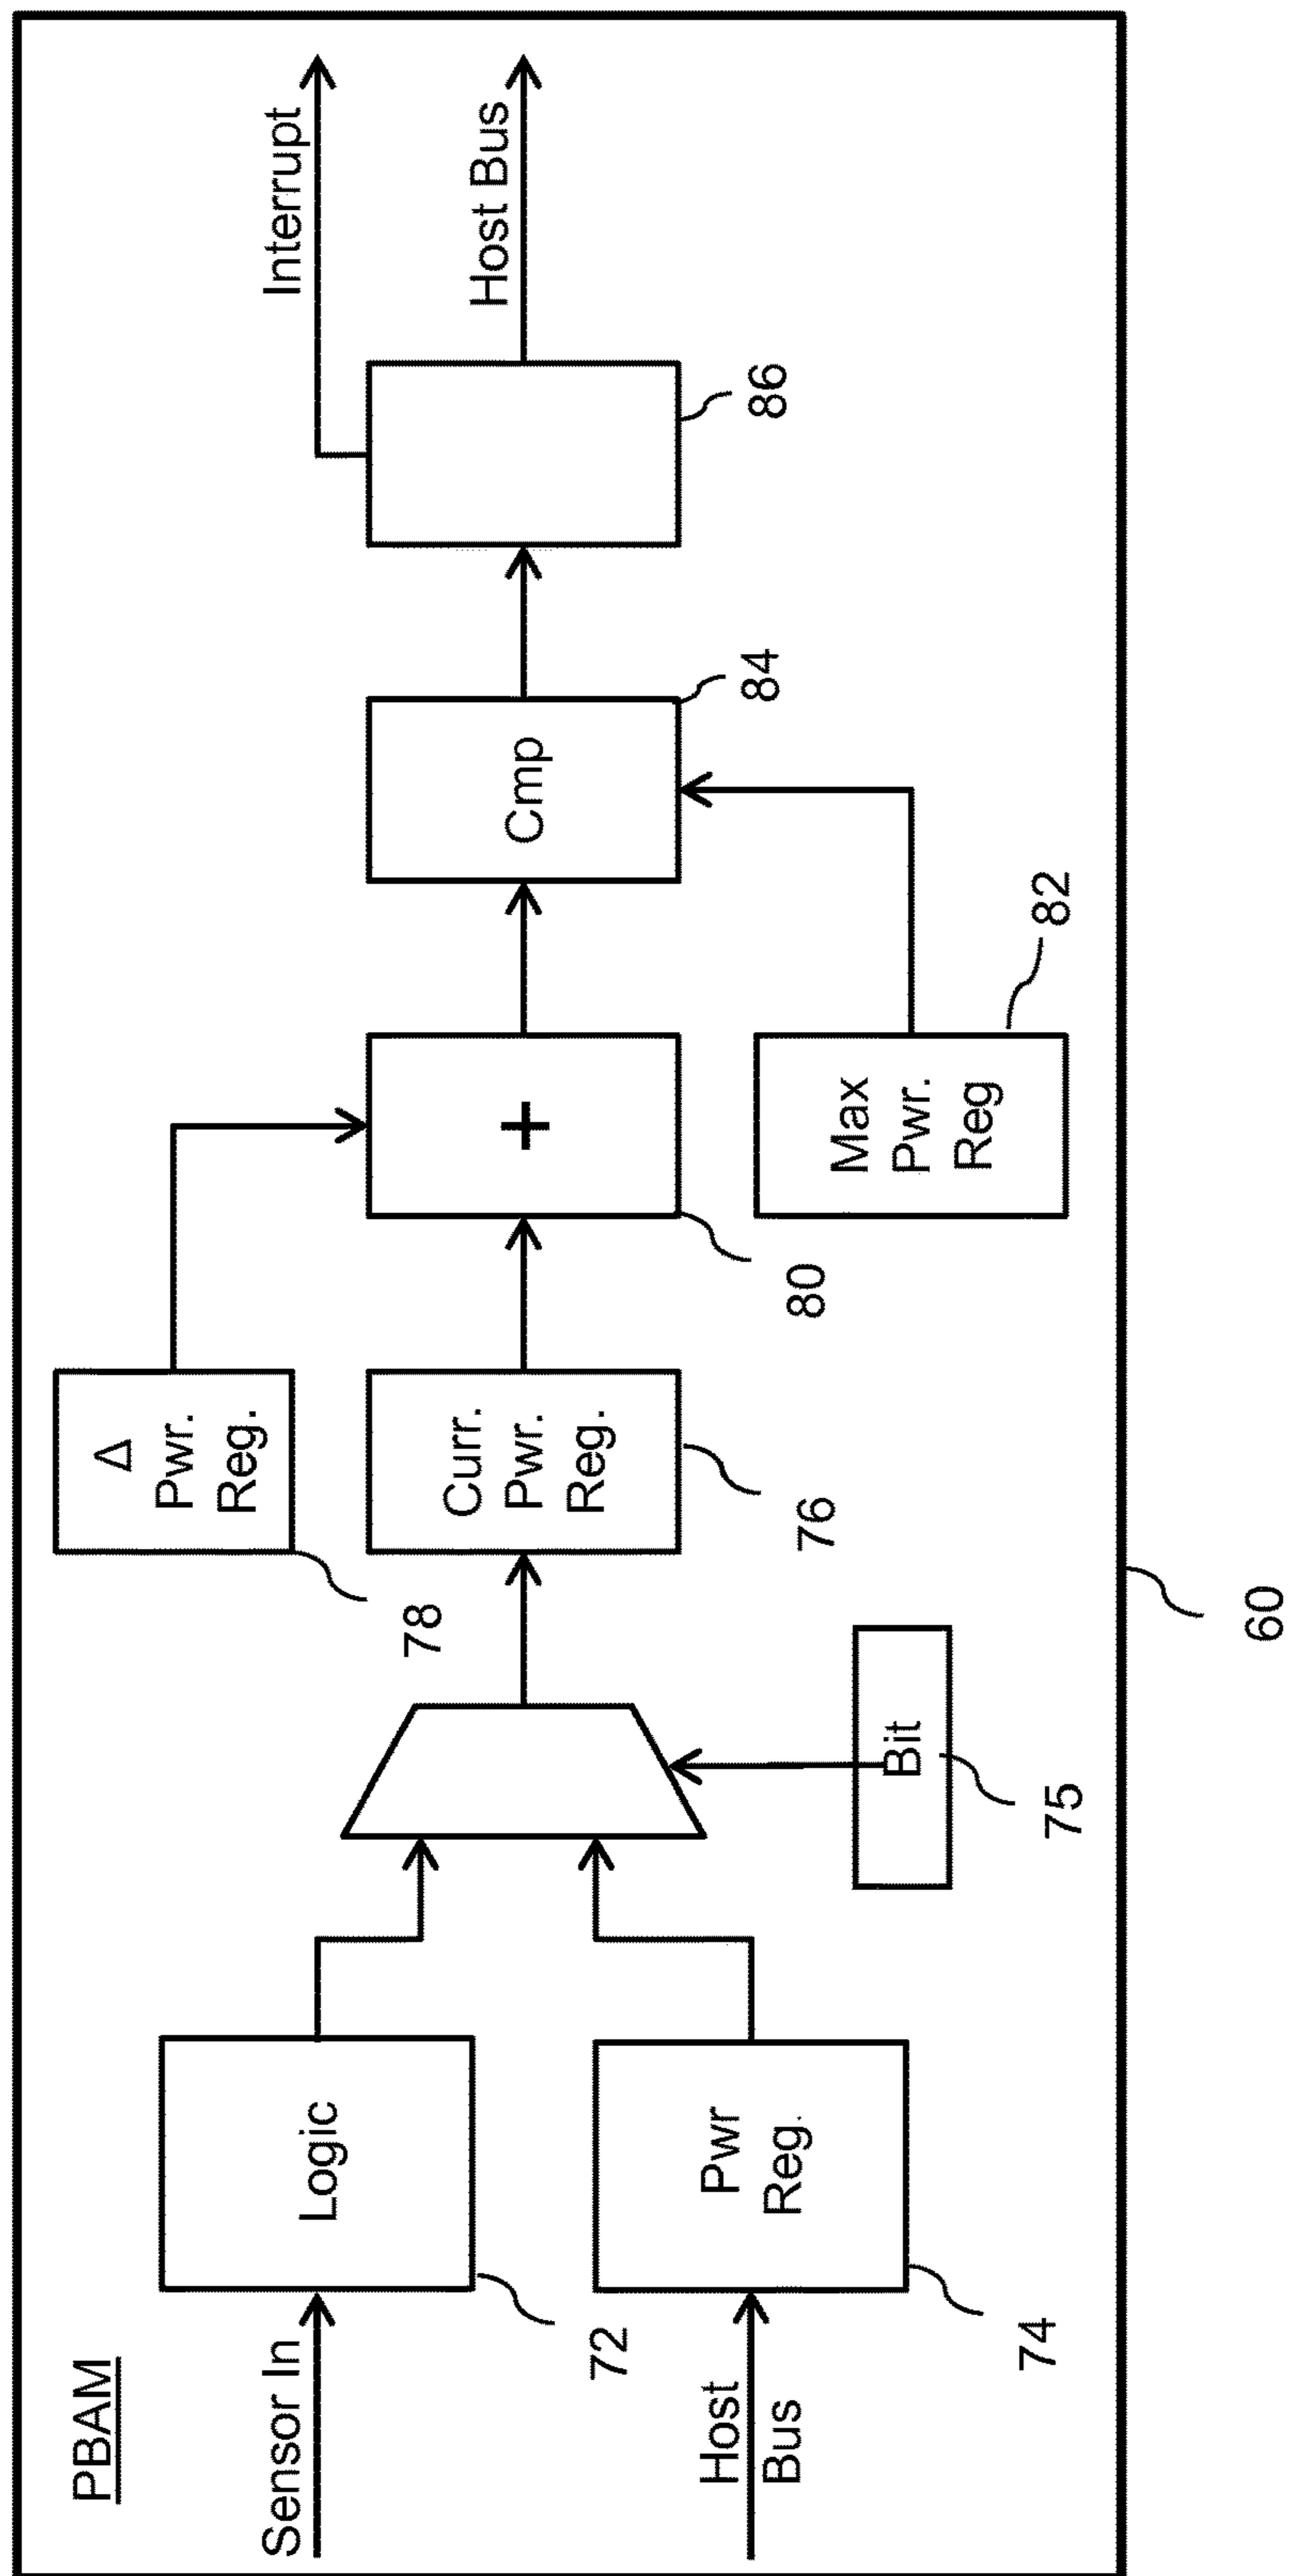 PBAM
Sensor In
Logic
72
Host
Bus
Pwr
Reg.
74
Bit
75
Δ
Pwr.
Reg.
78
Curr.
Pwr.
Reg.
76
+
80
Max
Pwr.
Reg
82
Cmp
84
86
Interrupt
Host Bus
60